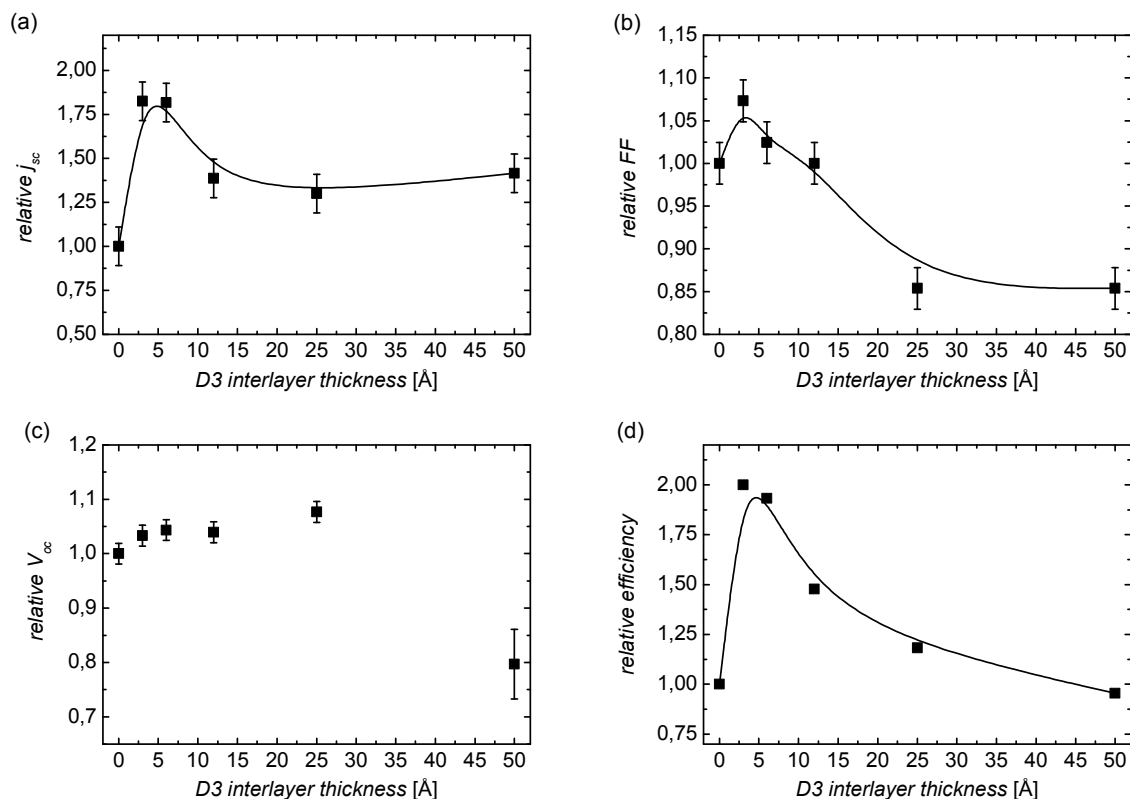 (a)
2,00
1,75
1,50
1,25
1,00
0,75
0,50
relative jsc
0 5 10 15 20 25 30 35 40 45 50
D3 interlayer thickness [Å]
(b)
1,15
1,10
1,05
1,00
0,95
0,90
0,85
0,80
relative FF
0 5 10 15 20 25 30 35 40 45 50
D3 interlayer thickness [Å]
(c)
1,2
1,1
1,0
0,9
0,8
0,7
relative Voc
0 5 10 15 20 25 30 35 40 45 50
D3 interlayer thickness [Å]
(d)
2,00
1,75
1,50
1,25
1,00
0,75
relative efficiency
0 5 10 15 20 25 30 35 40 45 50
D3 interlayer thickness [Å]